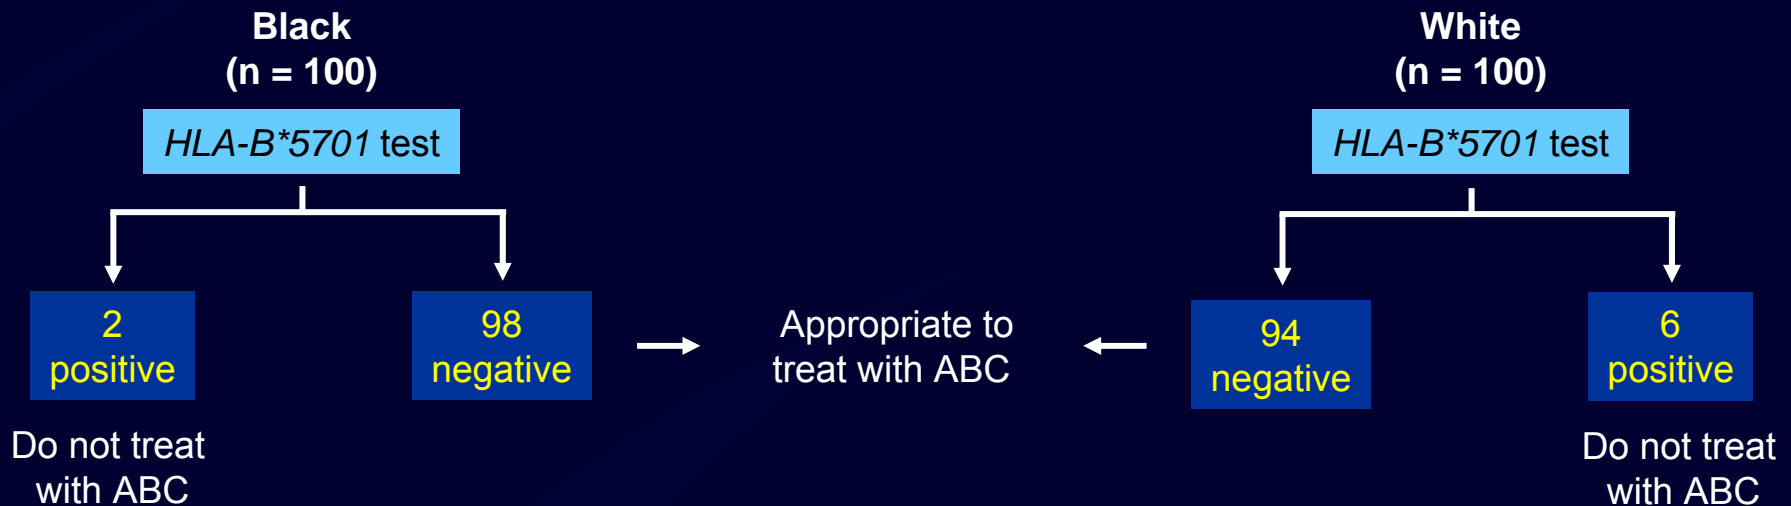 Black
(n = 100)
HLA-B*5701 test
2
positive
98
negative
Do not treat
with ABC
Appropriate to
treat with ABC
White
(n = 100)
HLA-B*5701 test
94
negative
6
positive
Do not treat
with ABC